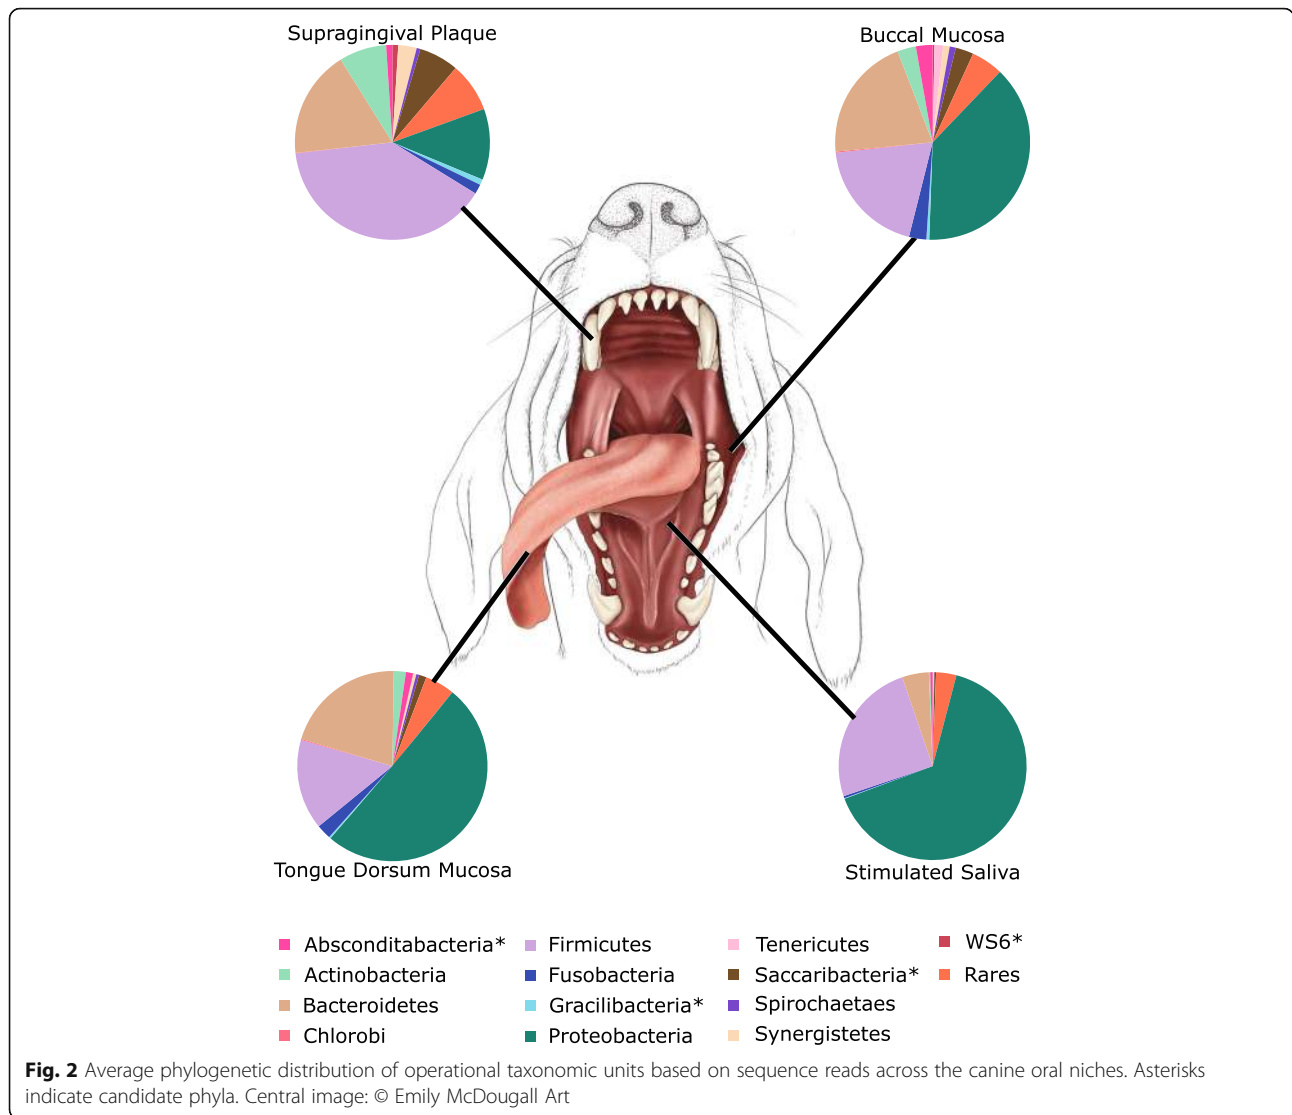 Supragingival Plaque
Buccal Mucosa
Tongue Dorsum Mucosa
Stimulated Saliva
Absconditabacteria*
Actinobacteria
Bacteroidetes
Chlorobi
Firmicutes
Fusobacteria
Gracilibacteria*
Proteobacteria
Tenericutes
Saccaribacteria*
Spirochaetaes
Synergistetes
WS6*
Rares
Fig. 2 Average phylogenetic distribution of operational taxonomic units based on sequence reads across the canine oral niches. Asterisks
indicate candidate phyla. Central image: © Emily McDougall Art